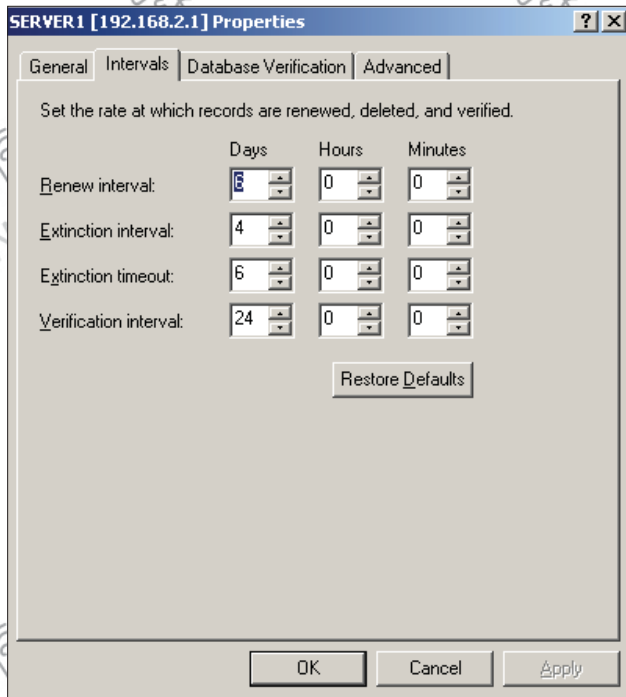 SERVER1 [192.168.2.1] Properties
General Intervals Database Verification Advanced
Set the rate at which records are renewed, deleted, and verified.
Days Hours Minutes
Renew interval: 6 0 0
Extinction interval: 4 0 0
Extinction timeout: 6 0 0
Verification interval: 24 0 0
Restore Defaults
OK Cancel Apply